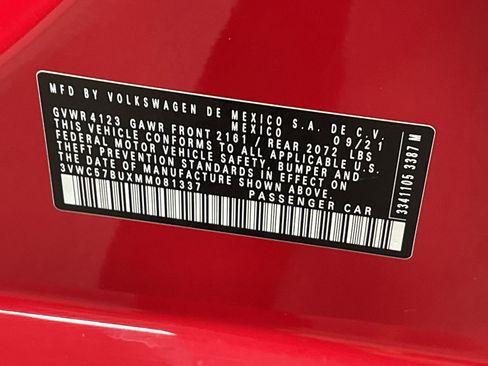 MFD BY VOLKSWAGEN DE MEXICO S.A. DE C.V.
09/21
GVWR 4123 GAWR FRONT 2161 / REAR 2072 LBS
THIS VEHICLE CONFORMS TO ALL APPLICABLE U.S.
FEDERAL MOTOR VEHICLE SAFETY, BUMPER AND
THEFT PREVENTION STANDARDS IN EFFECT ON
THE DATE OF MANUFACTURE SHOWN ABOVE.
3VWC57BUXMM081337
PASSENGER CAR
3341105 3387 M